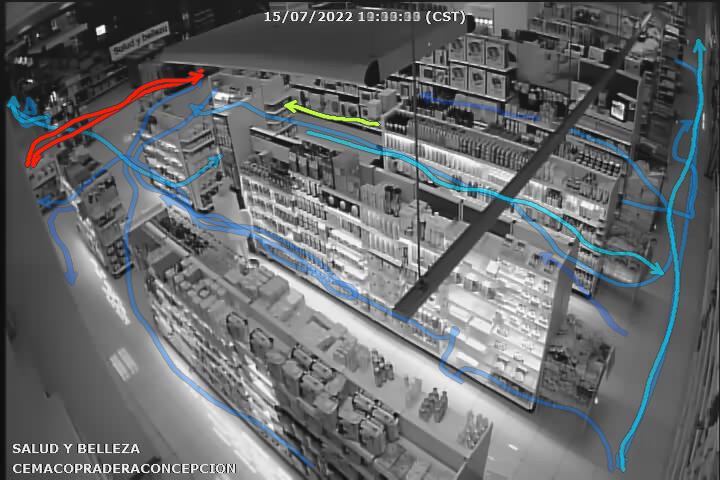 15/07/2022 (CST)
Salud y belleza
SALUD Y BELLEZA
CEMACOPRADERACONCEPCION